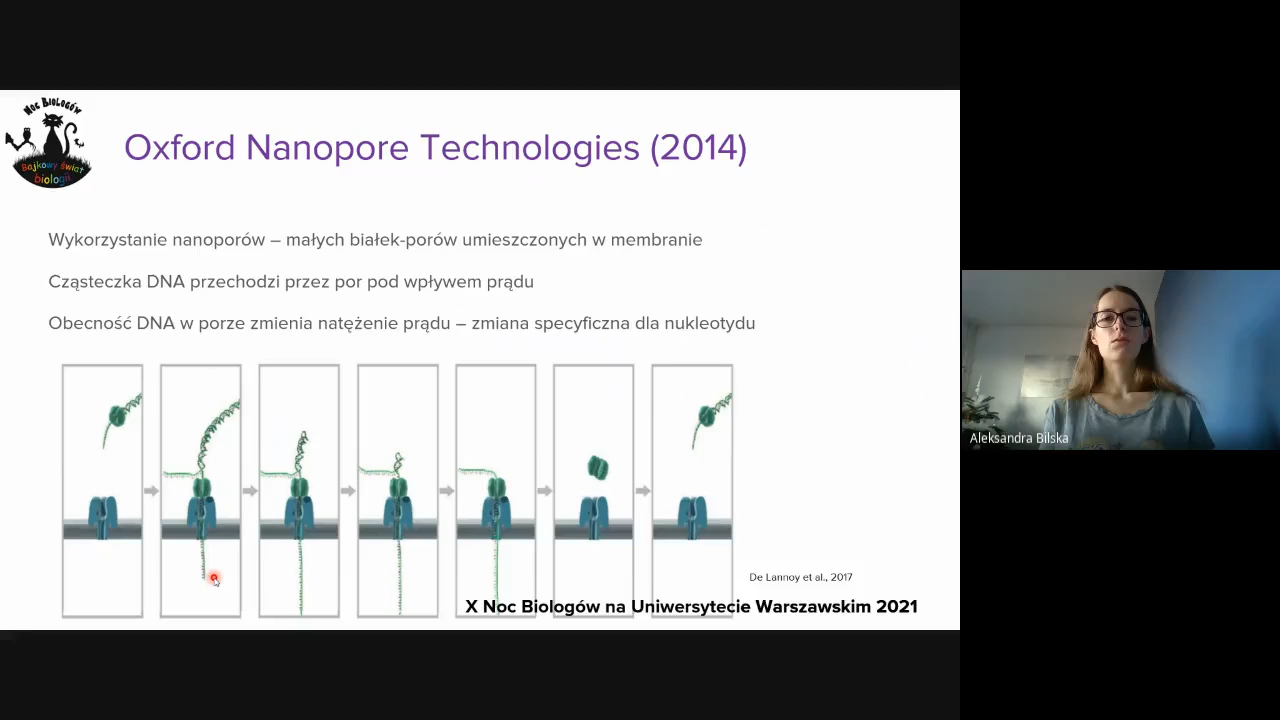 Noc Biologów
Bajkowy świat
biologii
Oxford Nanopore Technologies (2014)
Wykorzystanie nanoporów – małych białek-porów umieszczonych w membranie
Cząsteczka DNA przechodzi przez por pod wpływem prądu
Obecność DNA w porze zmienia natężenie prądu – zmiana specyficzna dla nukleotydu
De Lannoy et al., 2017
X Noc Biologów na Uniwersytecie Warszawskim 2021
Aleksandra Bilska